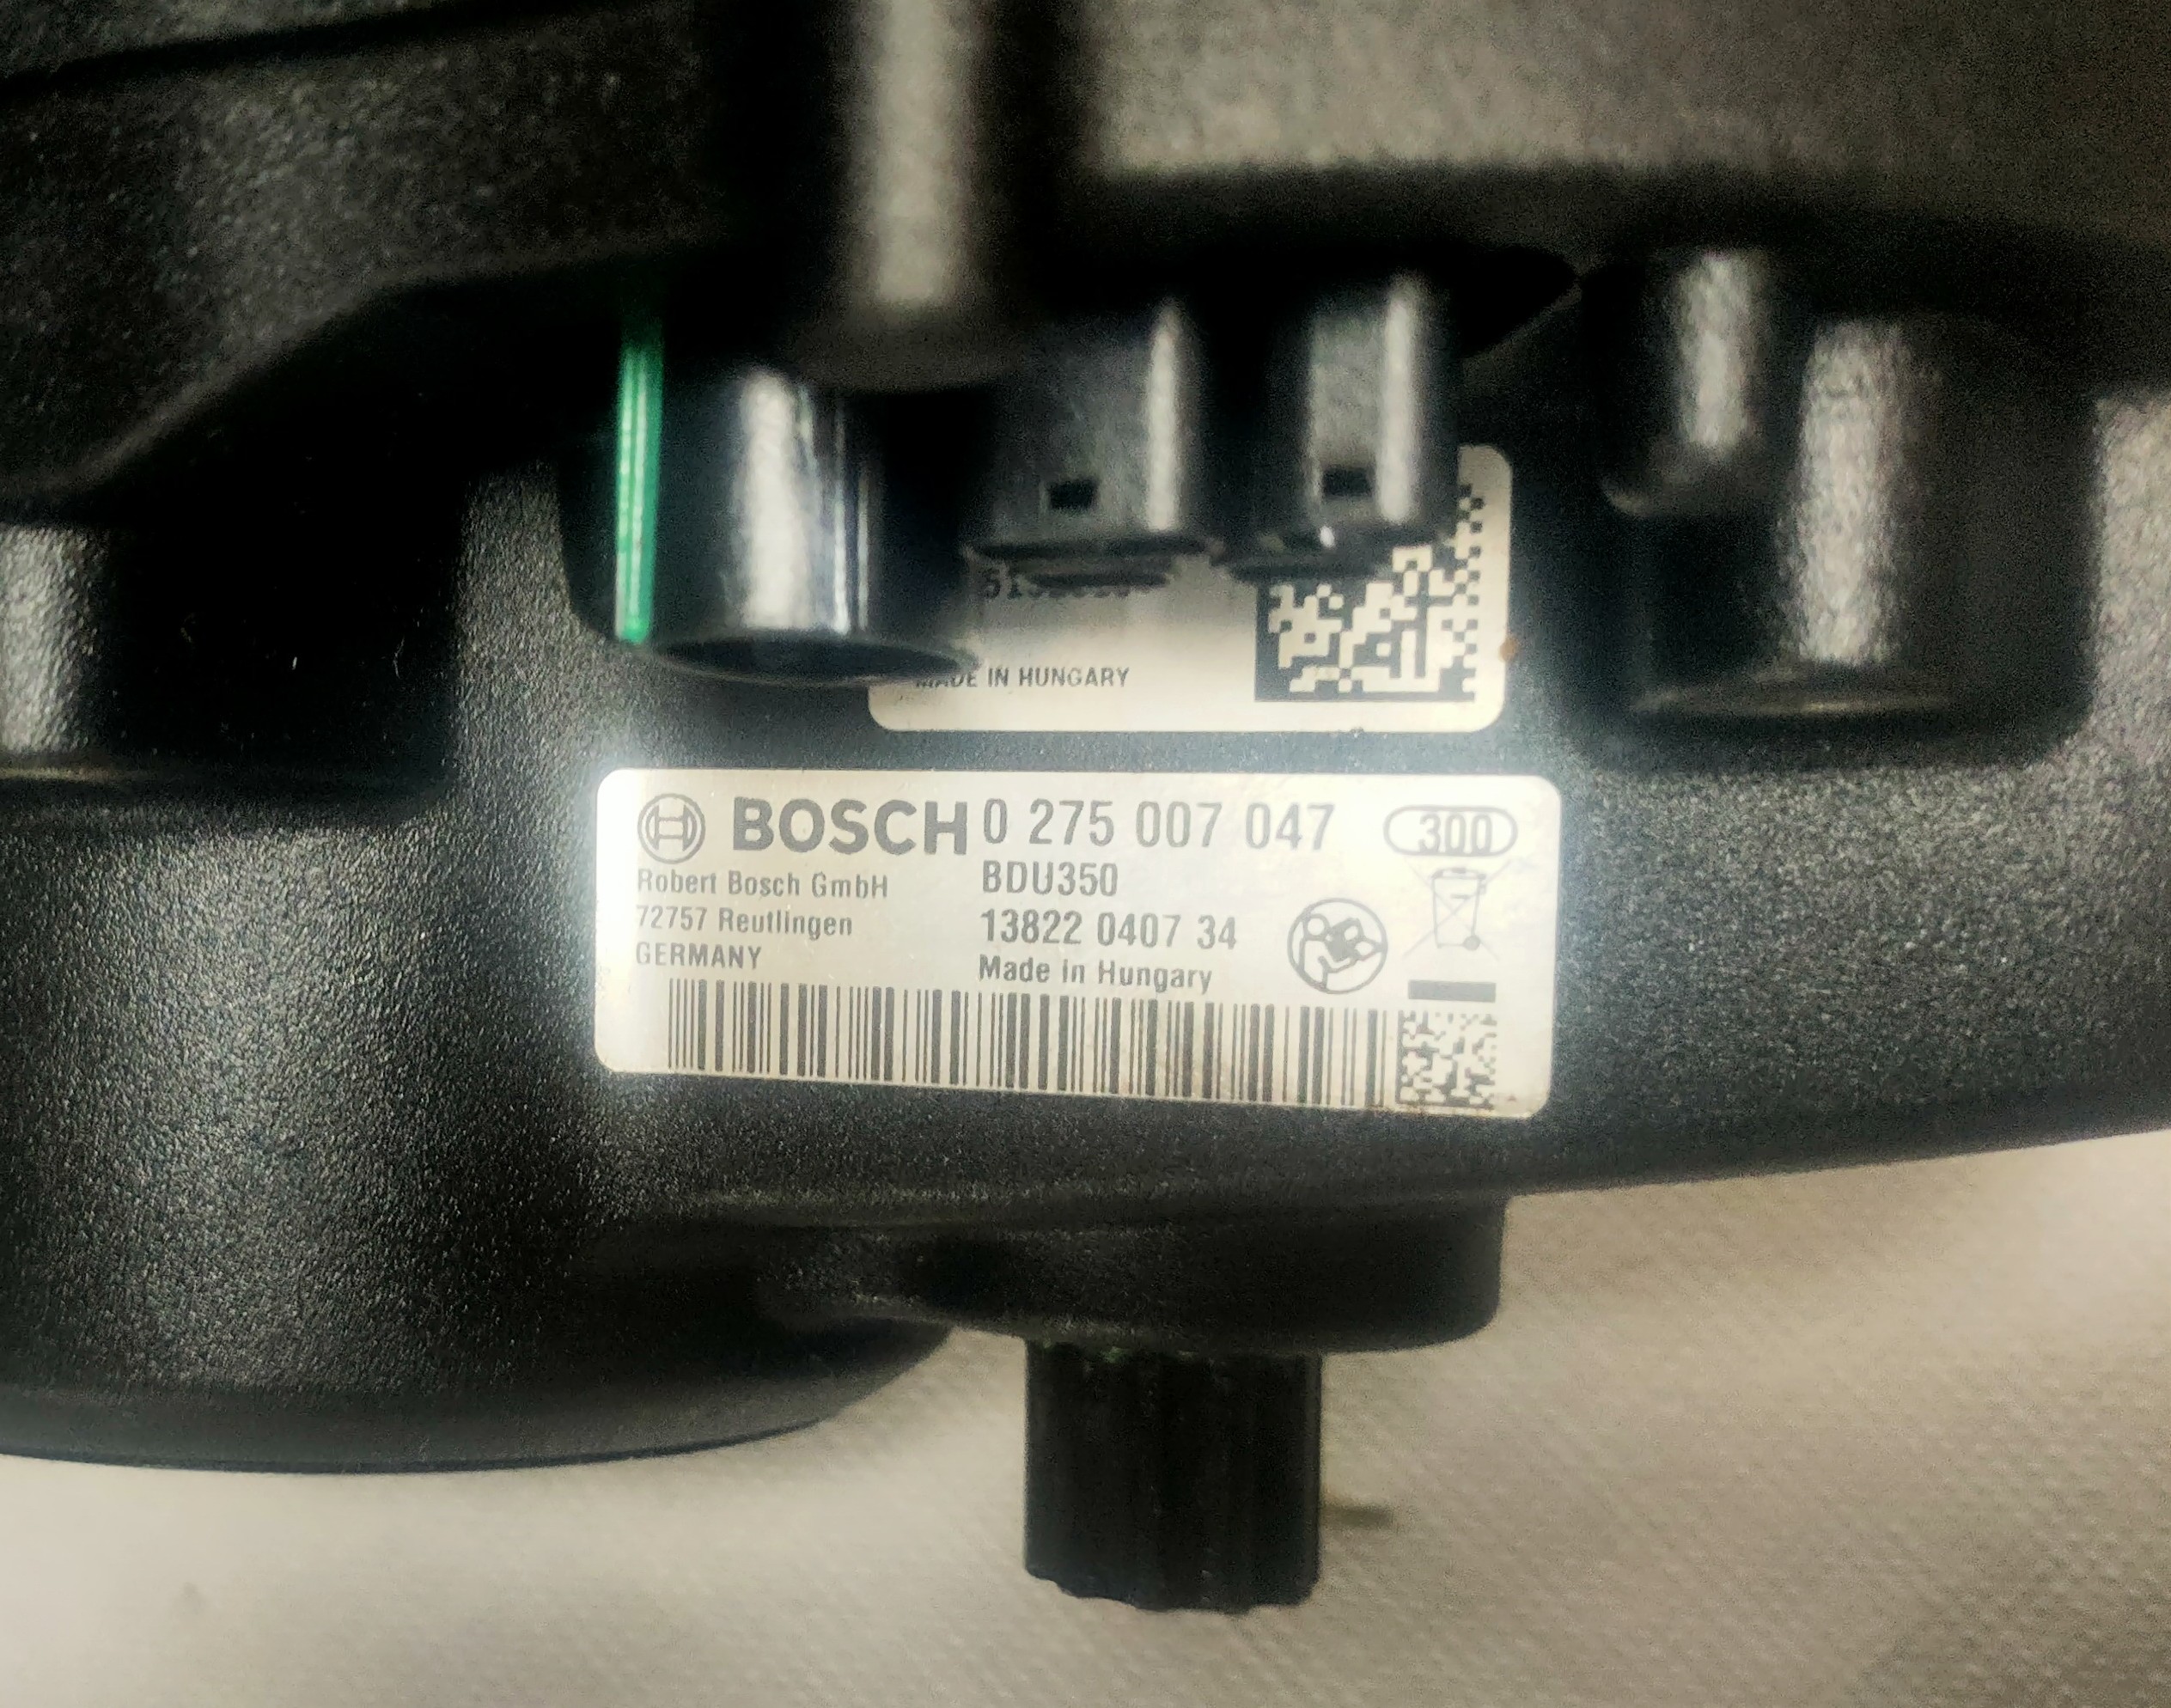 MADE IN HUNGARY
BOSCH 0 275 007 047 300
Robert Bosch GmbH BDU350
72757 Reutlingen 13822 0407 34
GERMANY Made in Hungary